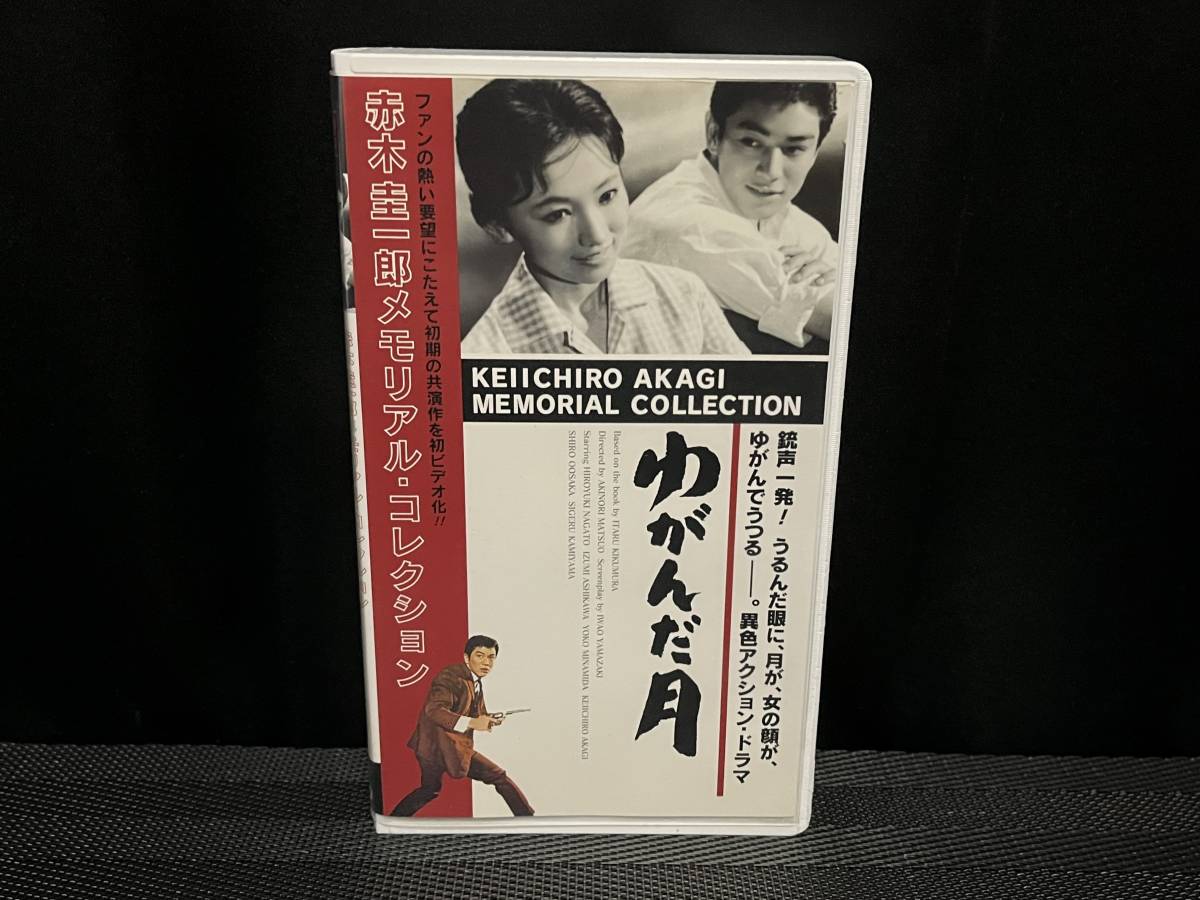 赤木圭一郎メモリアル・コレクション
ファンの熱い要望にこたえて初期の共演作を初ビデオ化!!
KEIICHIRO AKAGI
MEMORIAL COLLECTION
銃声一発！ うるんだ眼に、月が、女の顔が、
ゆがんでうつる――。異色アクション・ドラマ
ゆがんだ月
Based on the book by ITARU KIKUMURA
Directed by AKINORI MATSUO Screenplay by IWAO YAMAZAKI
Starring HIROYUKI NAGATO IZUMI ASHIKAWA YOKO MINAMIDA KEIICHIRO AKAGI
SHIRO OOSAKA SIGERU KAMIYAMA